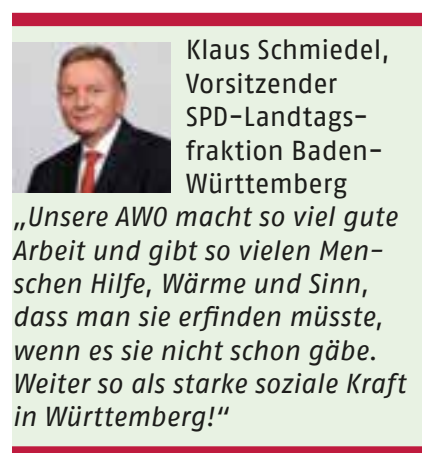 Klaus Schmiedel,
Vorsitzender
SPD-Landtags-
fraktion Baden-
Württemberg
„Unsere AWO macht so viel gute
Arbeit und gibt so vielen Men-
schen Hilfe, Wärme und Sinn,
dass man sie erfinden müsste,
wenn es sie nicht schon gäbe.
Weiter so als starke soziale Kraft
in Württemberg!“